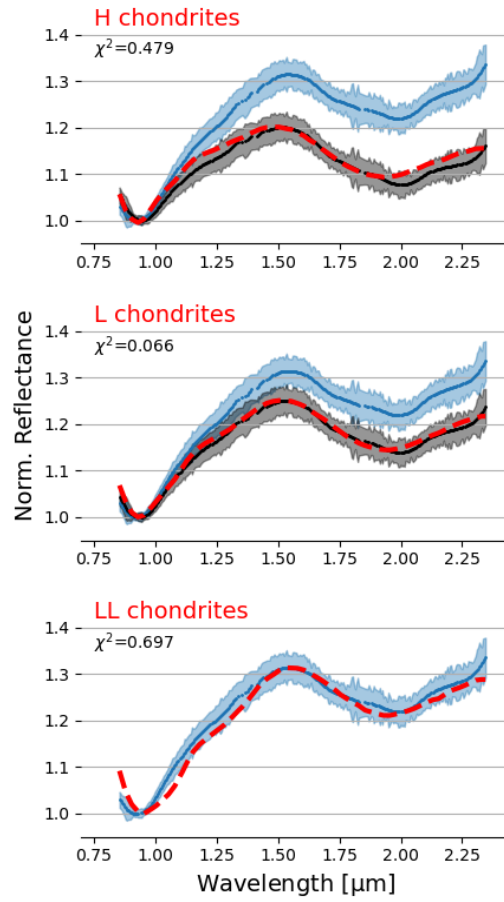 H chondrites
χ²=0.479
1.4
1.3
1.2
1.1
1.0
0.75 1.00 1.25 1.50 1.75 2.00 2.25
L chondrites
χ²=0.066
1.4
1.3
1.2
1.1
1.0
0.75 1.00 1.25 1.50 1.75 2.00 2.25
Norm. Reflectance
LL chondrites
χ²=0.697
1.4
1.3
1.2
1.1
1.0
0.75 1.00 1.25 1.50 1.75 2.00 2.25
Wavelength [μm]